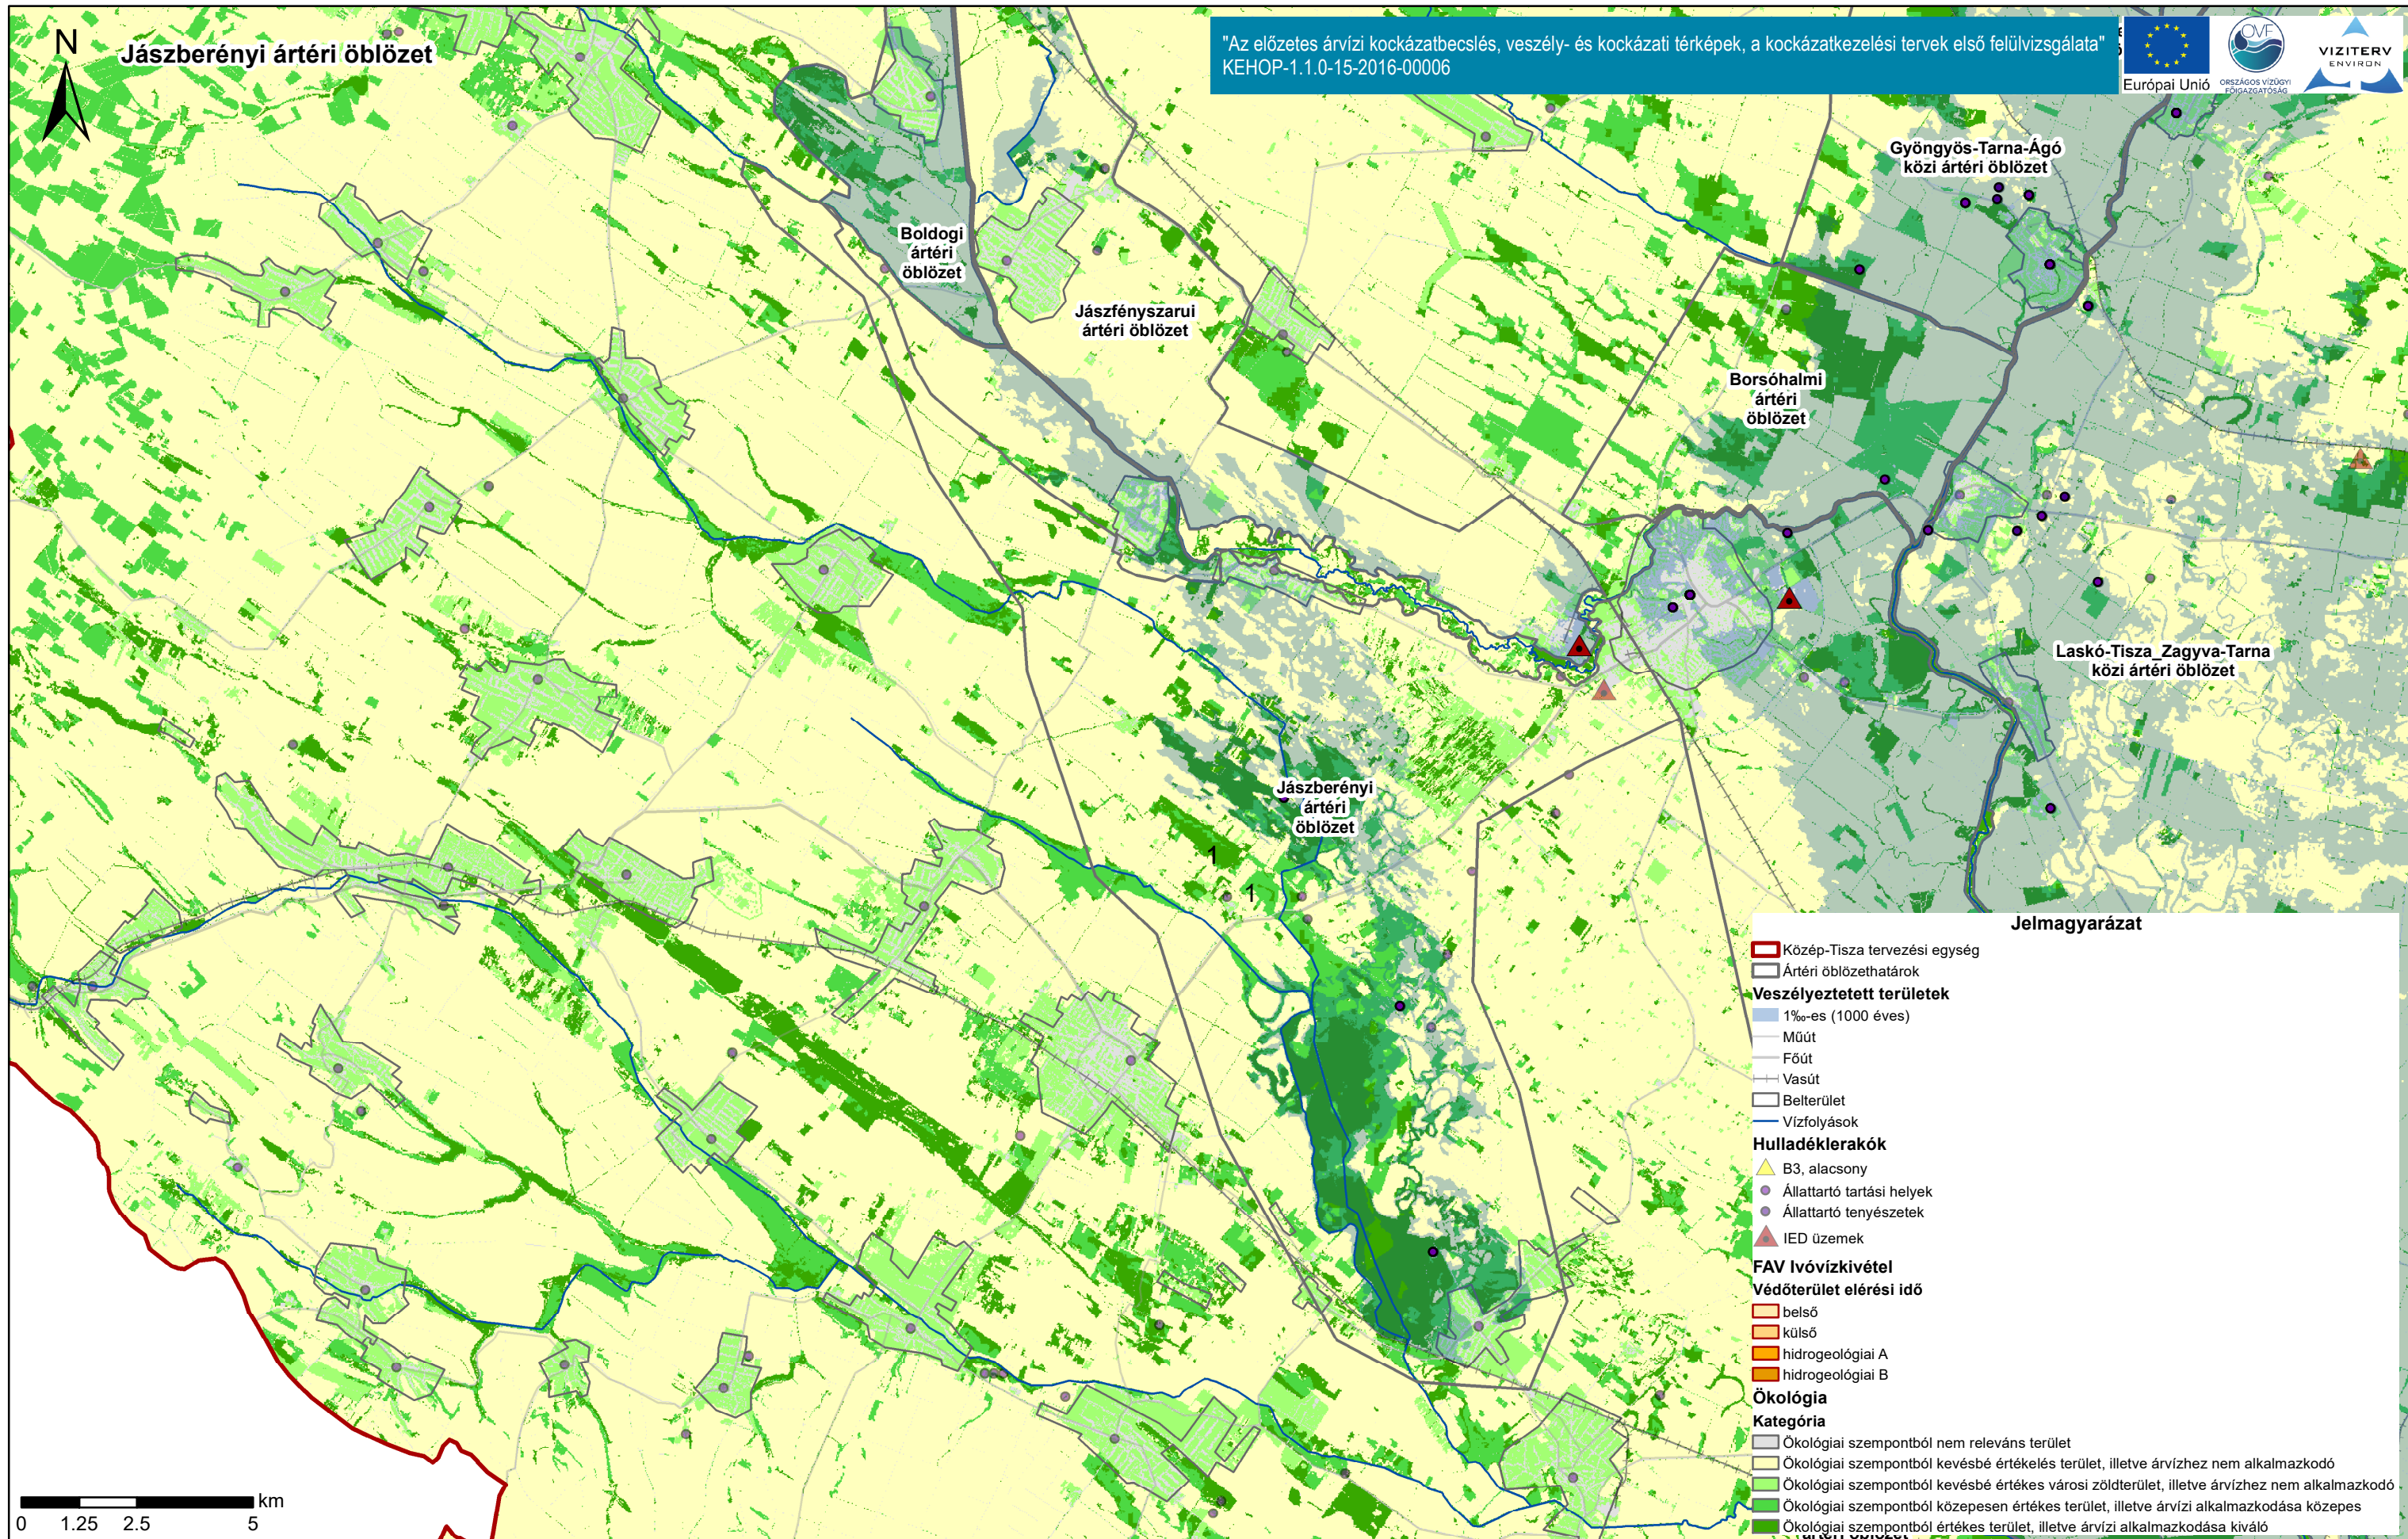 N
Jászberényi ártéri öblözet
"Az előzetes árvízi kockázatbecslés, veszély- és kockázati térképek, a kockázatkezelési tervek első felülvizsgálata"
KEHOP-1.1.0-15-2016-00006
Európai Unió
OVF
ORSZÁGOS VÍZÜGYI
FŐIGAZGATÓSÁG
VIZITERV
ENVIRON
Gyöngyös-Tarna-Ágó
közi ártéri öblözet
Boldogi
ártéri
öblözet
Jászfényszarui
ártéri öblözet
Borsóhalmi
ártéri
öblözet
Laskó-Tisza_Zagyva-Tarna
közi ártéri öblözet
Jászberényi
ártéri
öblözet
1
1
Jelmagyarázat
Közép-Tisza tervezési egység
Ártéri öblözethatárok
Veszélyeztetett területek
1‰-es (1000 éves)
Műút
Főút
Vasút
Belterület
Vízfolyások
Hulladéklerakók
B3, alacsony
Állattartó tartási helyek
Állattartó tenyészetek
IED üzemek
FAV Ivóvízkivétel
Védőterület elérési idő
belső
külső
hidrogeológiai A
hidrogeológiai B
Ökológia
Kategória
Ökológiai szempontból nem releváns terület
Ökológiai szempontból kevésbé értékelés terület, illetve árvízhez nem alkalmazkodó
Ökológiai szempontból kevésbé értékes városi zöldterület, illetve árvízhez nem alkalmazkodó
Ökológiai szempontból közepesen értékes terület, illetve árvízi alkalmazkodása közepes
Ökológiai szempontból értékes terület, illetve árvízi alkalmazkodása kiváló
km
0 1.25 2.5 5